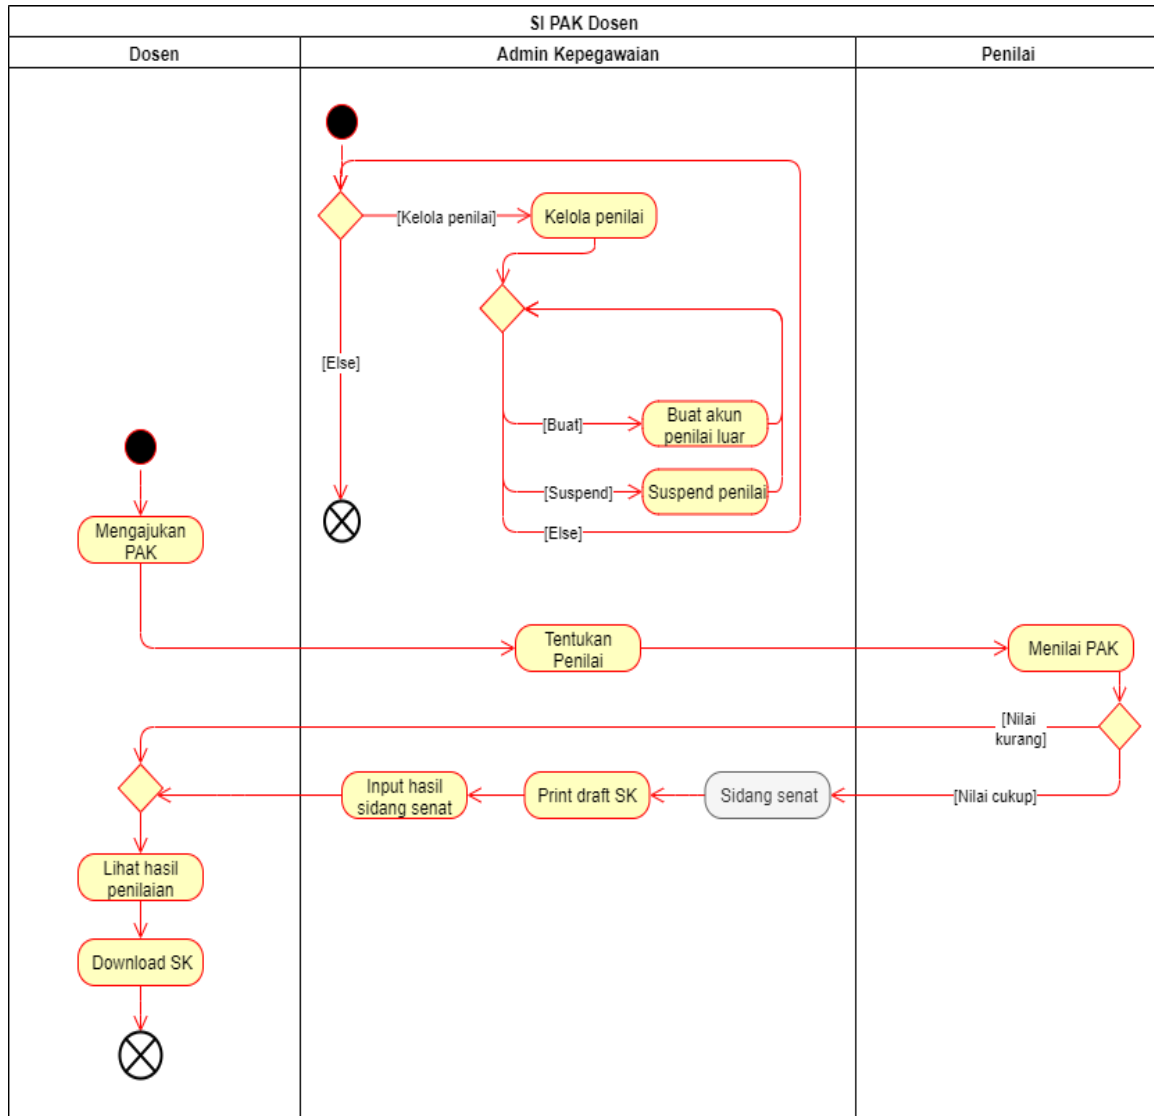 SI PAK Dosen
Dosen
Admin Kepegawaian
Penilai
[Kelola penilai]
Kelola penilai
[Else]
[Buat]
Buat akun
penilai luar
[Suspend]
Suspend penilai
[Else]
Mengajukan
PAK
Tentukan
Penilai
Menilai PAK
[Nilai
kurang]
[Nilai cukup]
Sidang senat
Print draft SK
Input hasil
sidang senat
Lihat hasil
penilaian
Download SK